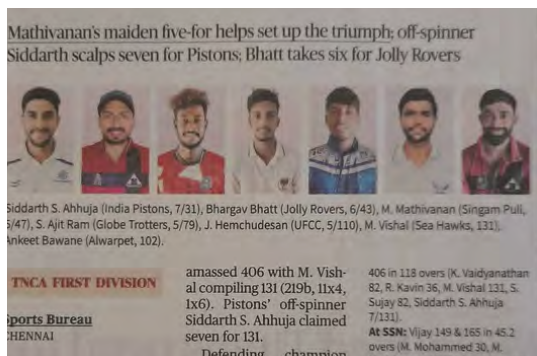 Mathivanan's maiden five-for helps set up the triumph; off-spinner
Siddarth scalps seven for Pistons; Bhatt takes six for Jolly Rovers
Siddarth S. Ahhuja (India Pistons, 7/31), Bhargav Bhatt (Jolly Rovers, 6/43), M. Mathivanan (Singam Puli,
5/47), S. Ajit Ram (Globe Trotters, 5/79), J. Hemchudesan (UFCC, 5/110), M. Vishal (Sea Hawks, 131),
Ankeet Bawane (Alwarpet, 102).
TNCA FIRST DIVISION
Sports Bureau
CHENNAI
amassed 406 with M. Vish-
al compiling 131 (219b, 11x4,
1x6). Pistons' off-spinner
Siddarth S. Ahhuja claimed
seven for 131.
Defending champion
406 in 118 overs (K. Vaidyanathan
82, R. Kavin 36, M. Vishal 131, S.
Sujay 82, Siddarth S. Ahhuja
7/131).
At SSN: Vijay 149 & 165 in 45.2
overs (M. Mohammed 30, M.